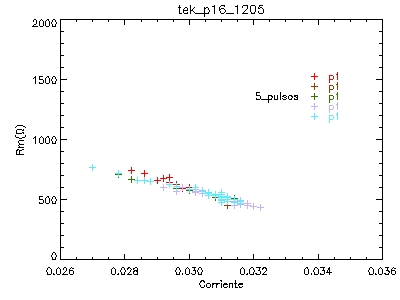 tek_p16_1205
2000
1500
1000
500
0
Rm(Ω)
5_pulsos
p1
p1
p1
p1
p1
0.026 0.028 0.030 0.032 0.034 0.036
Corriente